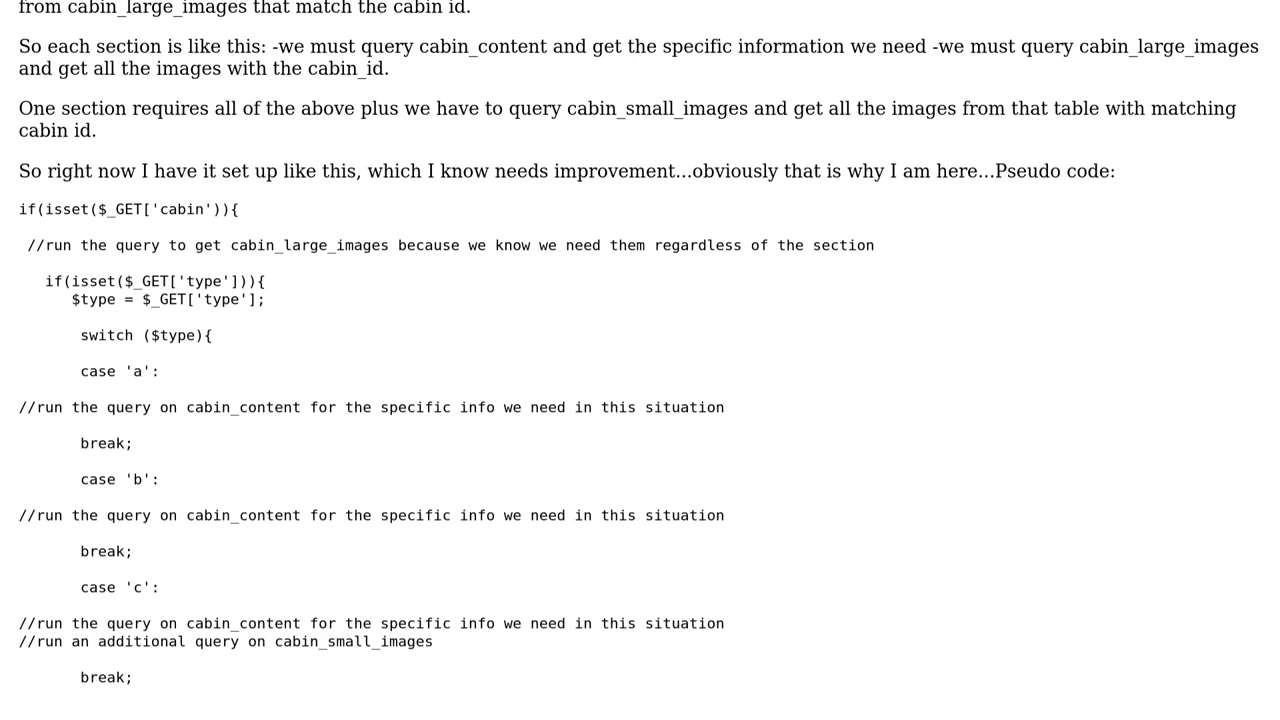 from cabin_large_images that match the cabin id.
So each section is like this: -we must query cabin_content and get the specific information we need -we must query cabin_large_images
and get all the images with the cabin_id.
One section requires all of the above plus we have to query cabin_small_images and get all the images from that table with matching
cabin id.
So right now I have it set up like this, which I know needs improvement...obviously that is why I am here...Pseudo code:
if(isset($_GET['cabin')){
//run the query to get cabin_large_images because we know we need them regardless of the section
if(isset($_GET['type'])){
$type = $_GET['type'];
switch ($type){
case 'a':
//run the query on cabin_content for the specific info we need in this situation
break;
case 'b':
//run the query on cabin_content for the specific info we need in this situation
break;
case 'c':
//run the query on cabin_content for the specific info we need in this situation
//run an additional query on cabin_small_images
break;